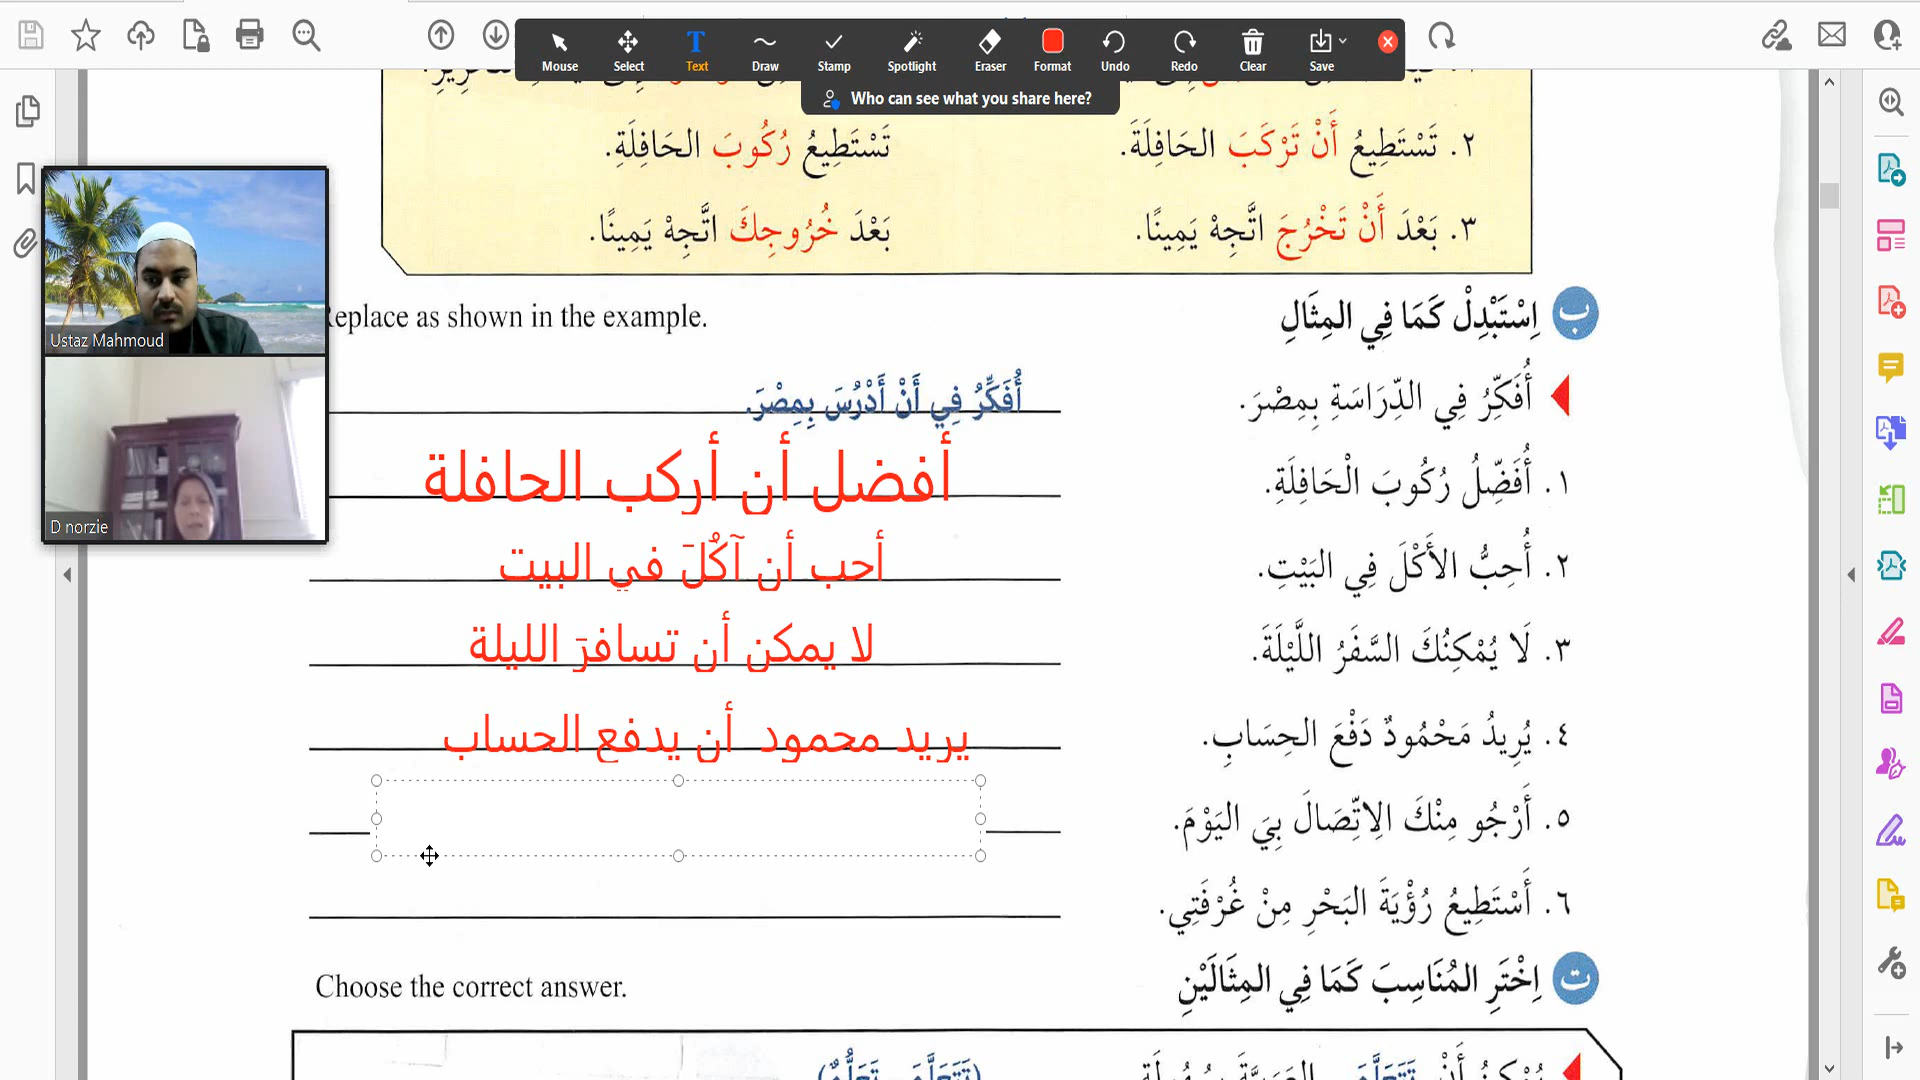 Mouse Select Text Draw Stamp Spotlight Eraser Format Undo Redo Clear Save
Who can see what you share here?
٢. تَسْتَطِيعُ أَنْ تَرْكَبَ الحَافِلَةَ. تَسْتَطِيعُ رُكُوبَ الحَافِلَةِ.
٣. بَعْدَ أَنْ تَخْرُجَ اتَّجِهْ يَمِينًا. بَعْدَ خُرُوجِكَ اتَّجِهْ يَمِينًا.
ب اِسْتَبْدِلْ كَمَا فِي المِثَالِ
Replace as shown in the example.
أُفَكِّرُ فِي الدِّرَاسَةِ بِمِصْرَ. أُفَكِّرُ فِي أَنْ أَدْرُسَ بِمِصْرَ.
١. أُفَضِّلُ رُكُوبَ الْحَافِلَةِ. أفضل أن أركب الحافلة
٢. أُحِبُّ الأَكْلَ فِي البَيْتِ. أحب أن آكُلَ في البيت
٣. لَا يُمْكِنُكَ السَّفَرُ اللَّيْلَةَ. لا يمكن أن تسافرَ الليلة
٤. يُرِيدُ مَحْمُودٌ دَفْعَ الحِسَابِ. يريد محمود أن يدفع الحساب
٥. أَرْجُو مِنْكَ الِاتِّصَالَ بِيَ اليَوْمَ.
٦. أَسْتَطِيعُ رُؤْيَةَ البَحْرِ مِنْ غُرْفَتِي.
ت اِخْتَرِ المُنَاسِبَ كَمَا فِي المِثَالَيْنِ
Choose the correct answer.
Ustaz Mahmoud
D norzie